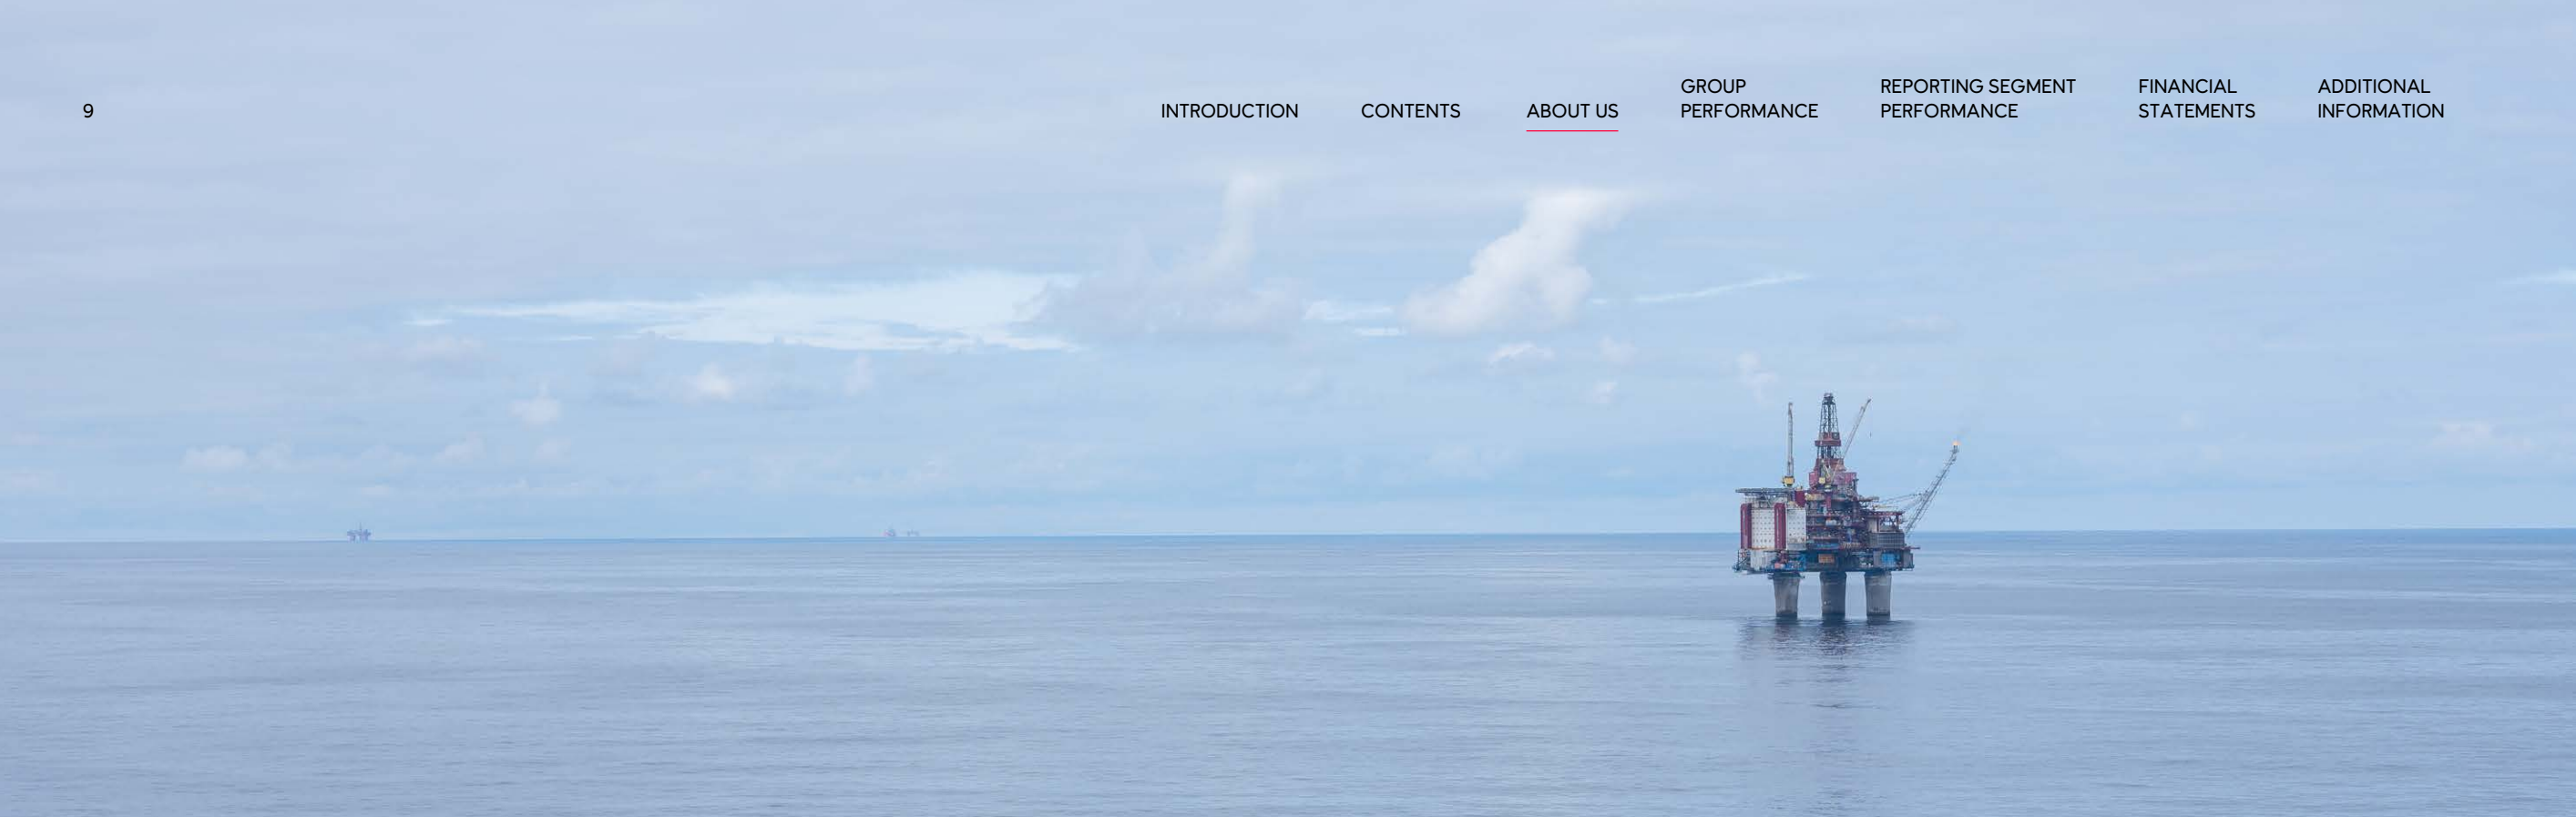 9
INTRODUCTION
CONTENTS
ABOUT US
GROUP
PERFORMANCE
REPORTING SEGMENT
PERFORMANCE
FINANCIAL
STATEMENTS
ADDITIONAL
INFORMATION